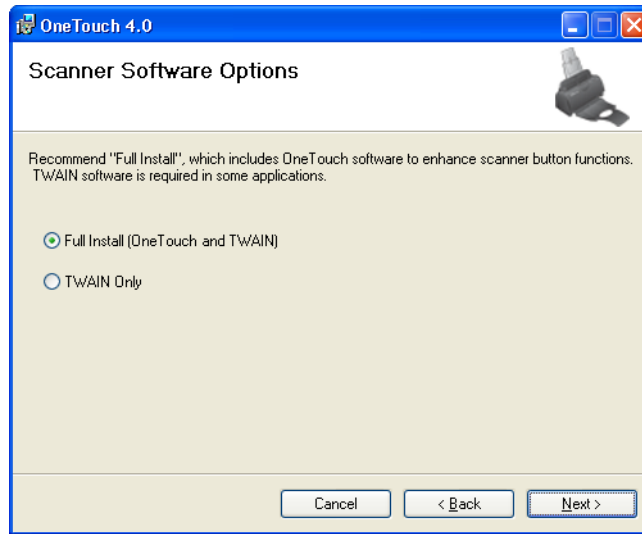 OneTouch 4.0
Scanner Software Options
Recommend "Full Install", which includes OneTouch software to enhance scanner button functions.
TWAIN software is required in some applications.
Full Install (OneTouch and TWAIN)
TWAIN Only
Cancel
< Back
Next >